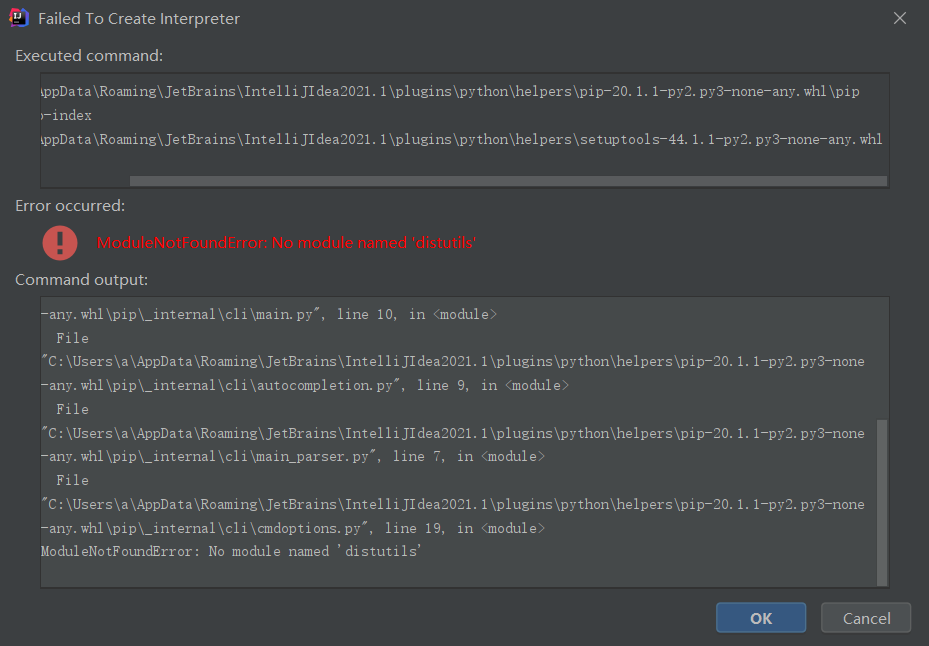 Failed To Create Interpreter
Executed command:
AppData\Roaming\JetBrains\IntelliJIdea2021.1\plugins\python\helpers\pip-20.1.1-py2.py3-none-any.whl\pip
-index
AppData\Roaming\JetBrains\IntelliJIdea2021.1\plugins\python\helpers\setuptools-44.1.1-py2.py3-none-any.whl
Error occurred:
ModuleNotFoundError: No module named 'distutils'
Command output:
-any.whl\pip\_internal\cli\main.py", line 10, in <module>
File
"C:\Users\a\AppData\Roaming\JetBrains\IntelliJIdea2021.1\plugins\python\helpers\pip-20.1.1-py2.py3-none
-any.whl\pip\_internal\cli\autocompletion.py", line 9, in <module>
File
"C:\Users\a\AppData\Roaming\JetBrains\IntelliJIdea2021.1\plugins\python\helpers\pip-20.1.1-py2.py3-none
-any.whl\pip\_internal\cli\main_parser.py", line 7, in <module>
File
"C:\Users\a\AppData\Roaming\JetBrains\IntelliJIdea2021.1\plugins\python\helpers\pip-20.1.1-py2.py3-none
-any.whl\pip\_internal\cli\cmdoptions.py", line 19, in <module>
ModuleNotFoundError: No module named 'distutils'
OK
Cancel